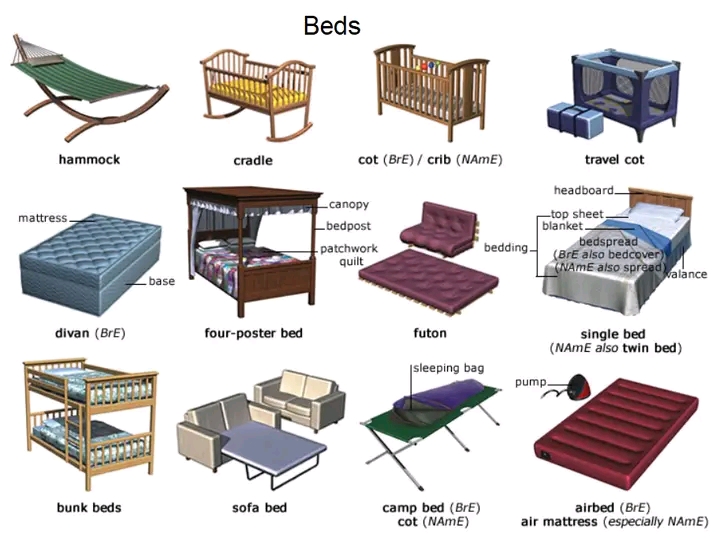 Beds
hammock
cradle
cot (BrE) / crib (NAmE)
travel cot
mattress
base
divan (BrE)
canopy
bedpost
patchwork
quilt
four-poster bed
futon
headboard
top sheet
blanket
bedding
bedspread
(BrE also bedcover)
(NAmE also spread)
valance
single bed
(NAmE also twin bed)
bunk beds
sofa bed
sleeping bag
camp bed (BrE)
cot (NAmE)
pump
airbed (BrE)
air mattress (especially NAmE)